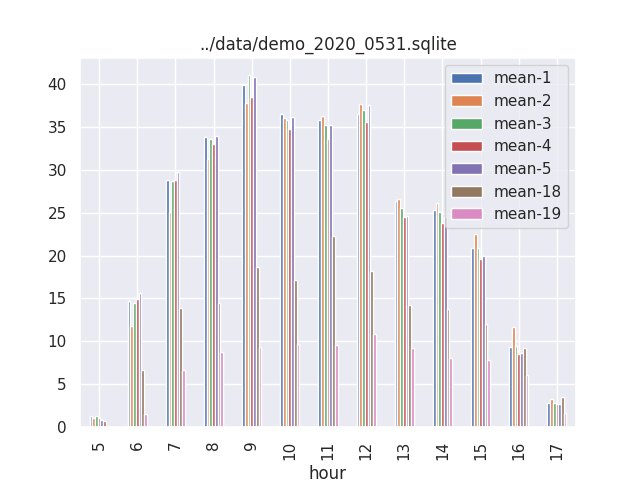 ../data/demo_2020_0531.sqlite
mean-1
mean-2
mean-3
mean-4
mean-5
mean-18
mean-19
40
35
30
25
20
15
10
5
0
5 6 7 8 9 10 11 12 13 14 15 16 17
hour